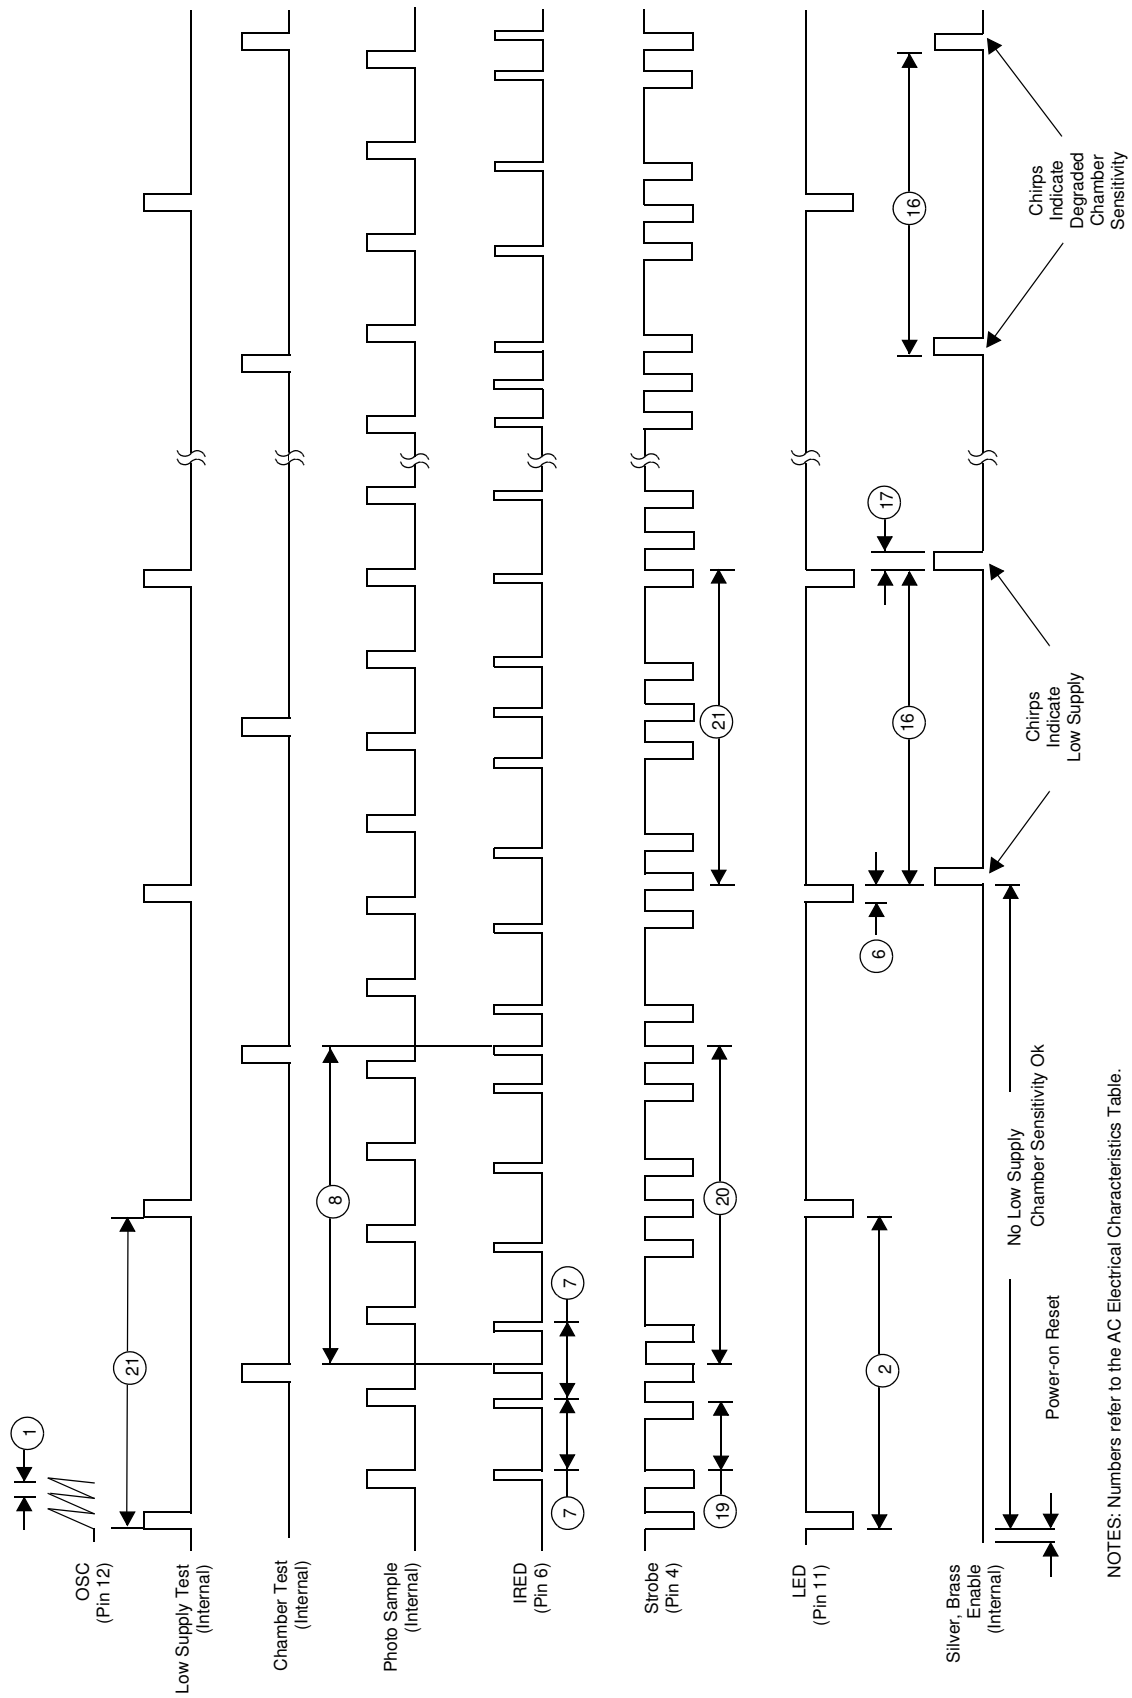 OSC
(Pin 12)
1
Low Supply Test
(Internal)
21
Chamber Test
(Internal)
8
Photo Sample
(Internal)
IRED
(Pin 6)
7
7
Strobe
(Pin 4)
19
20
21
LED
(Pin 11)
2
6
16
17
16
Silver, Brass
Enable
(Internal)
Power-on Reset
No Low Supply
Chamber Sensitivity Ok
Chirps
Indicate
Low Supply
Chirps
Indicate
Degraded
Chamber
Sensitivity
NOTES: Numbers refer to the AC Electrical Characteristics Table.